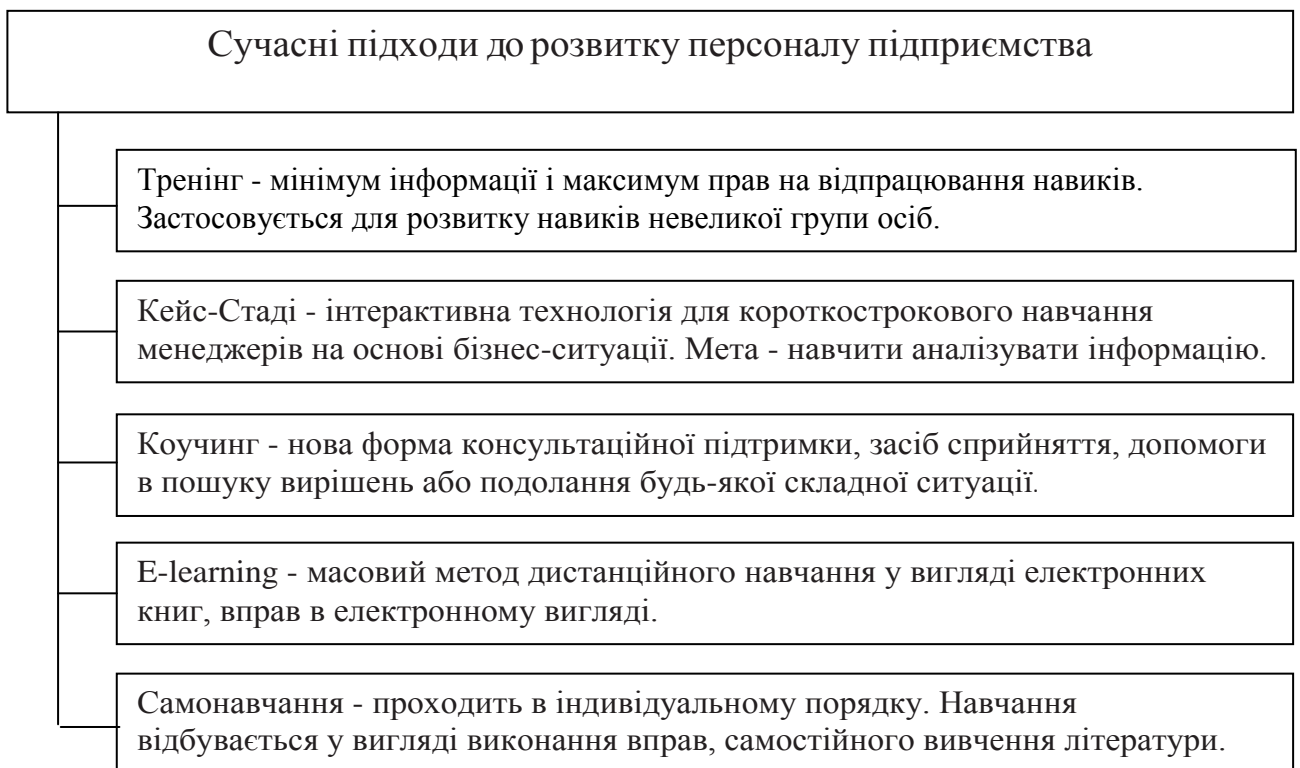 Сучасні підходи до розвитку персоналу підприємства
Тренінг - мінімум інформації і максимум прав на відпрацювання навиків.
Застосовується для розвитку навиків невеликої групи осіб.
Кейс-Стаді - інтерактивна технологія для короткострокового навчання
менеджерів на основі бізнес-ситуації. Мета - навчити аналізувати інформацію.
Коучинг - нова форма консультаційної підтримки, засіб сприйняття, допомоги
в пошуку вирішень або подолання будь-якої складної ситуації.
E-learning - масовий метод дистанційного навчання у вигляді електронних
книг, вправ в електронному вигляді.
Самонавчання - проходить в індивідуальному порядку. Навчання
відбувається у вигляді виконання вправ, самостійного вивчення літератури.